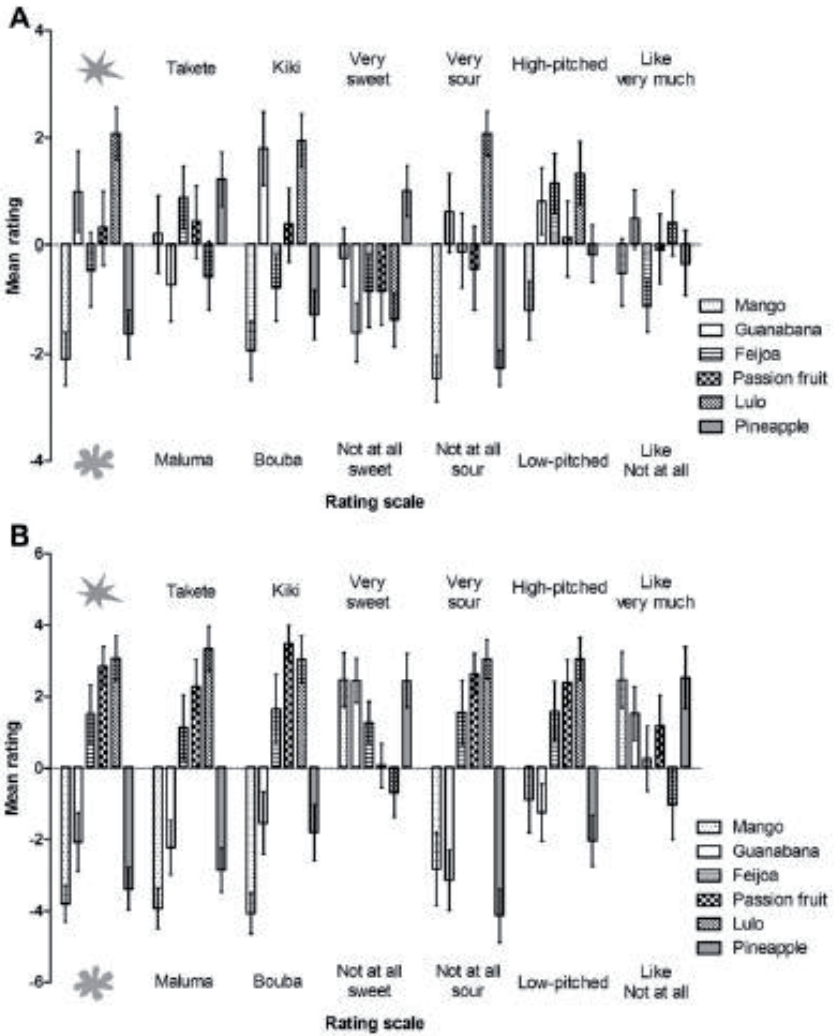 A
4
2
0
-2
-4
Mean rating
Takete
Kiki
Very
sweet
Very
sour
High-pitched
Like
very much
Mango
Guanabana
Feijoa
Passion fruit
Lulo
Pineapple
Maluma
Bouba
Not at all
sweet
Not at all
sour
Low-pitched
Like
Not at all
Rating scale
B
6
4
2
0
-2
-4
-6
Mean rating
Takete
Kiki
Very
sweet
Very
sour
High-pitched
Like
very much
Mango
Guanabana
Feijoa
Passion fruit
Lulo
Pineapple
Maluma
Bouba
Not at all
sweet
Not at all
sour
Low-pitched
Like
Not at all
Rating scale